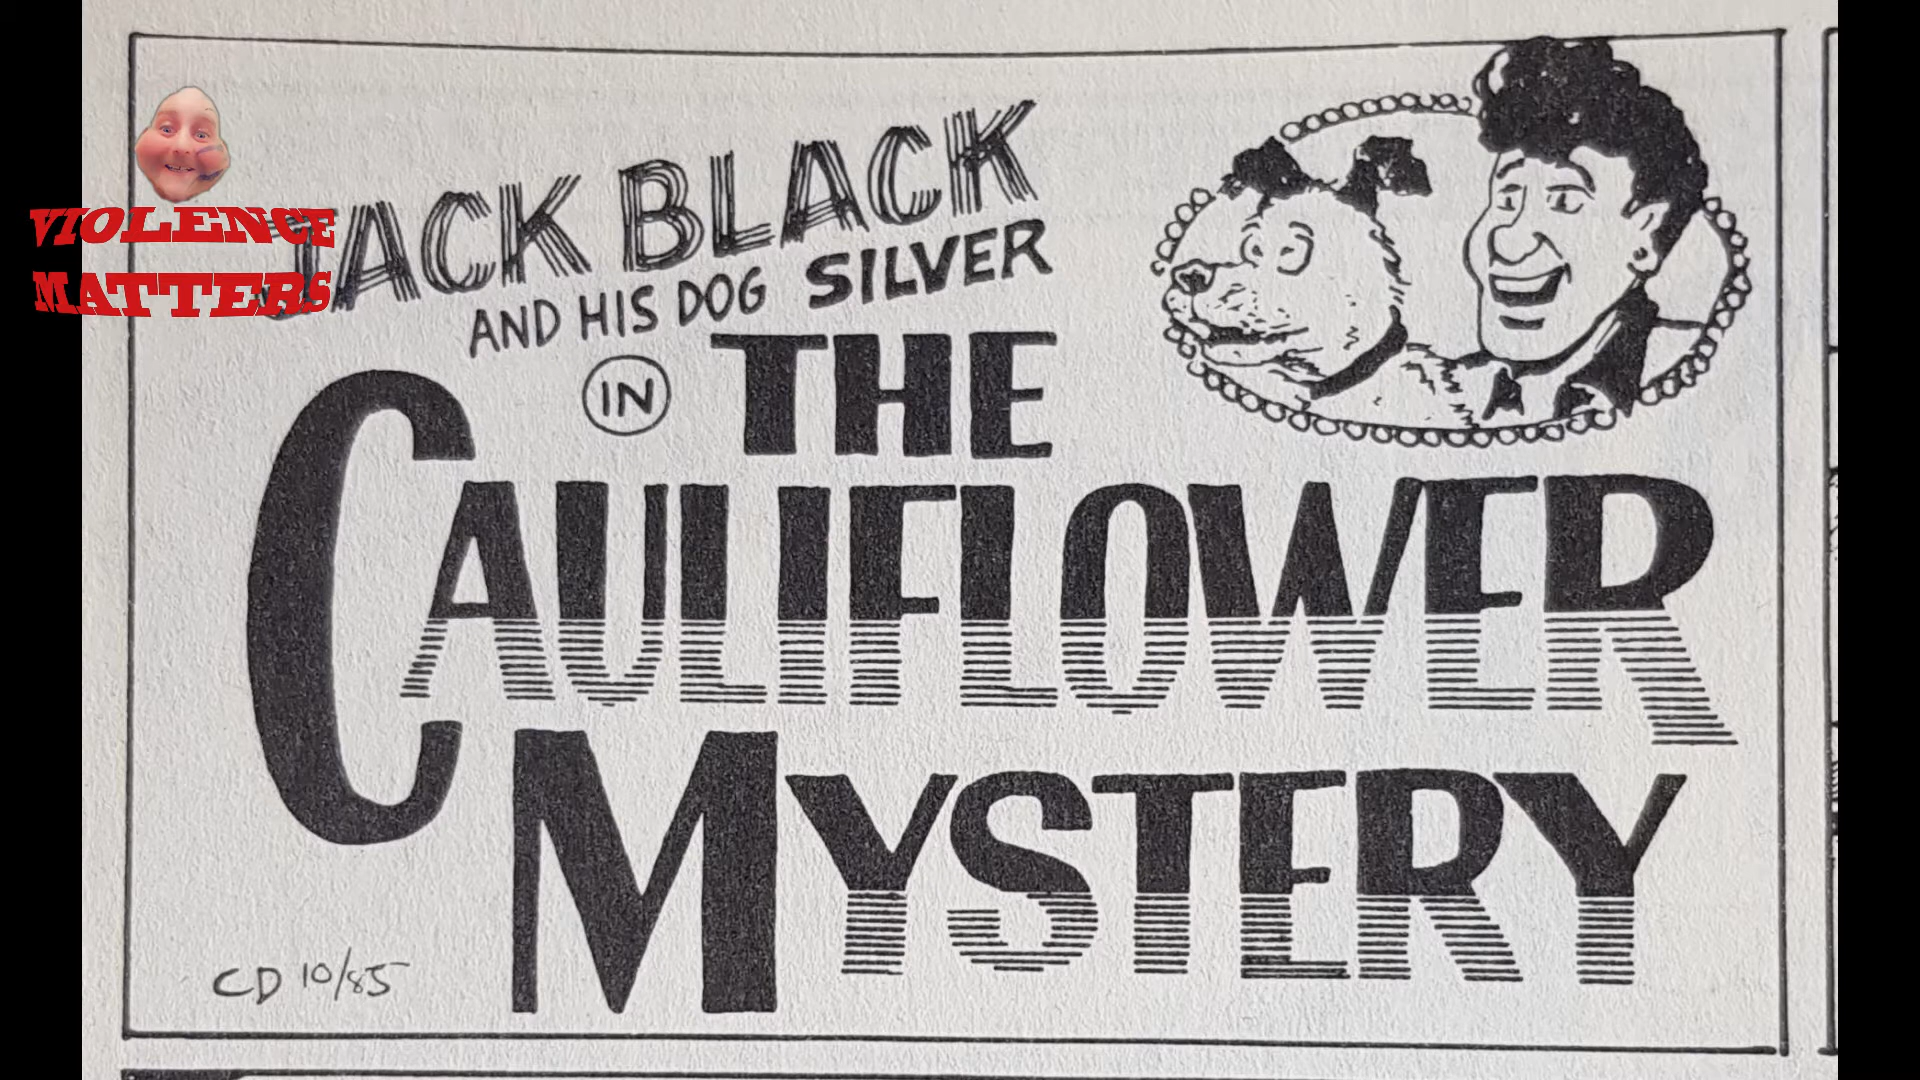 VIOLENCE
MATTERS
JACK BLACK
AND HIS DOG SILVER
IN THE
CAULIFLOWER
MYSTERY
CD 10/85